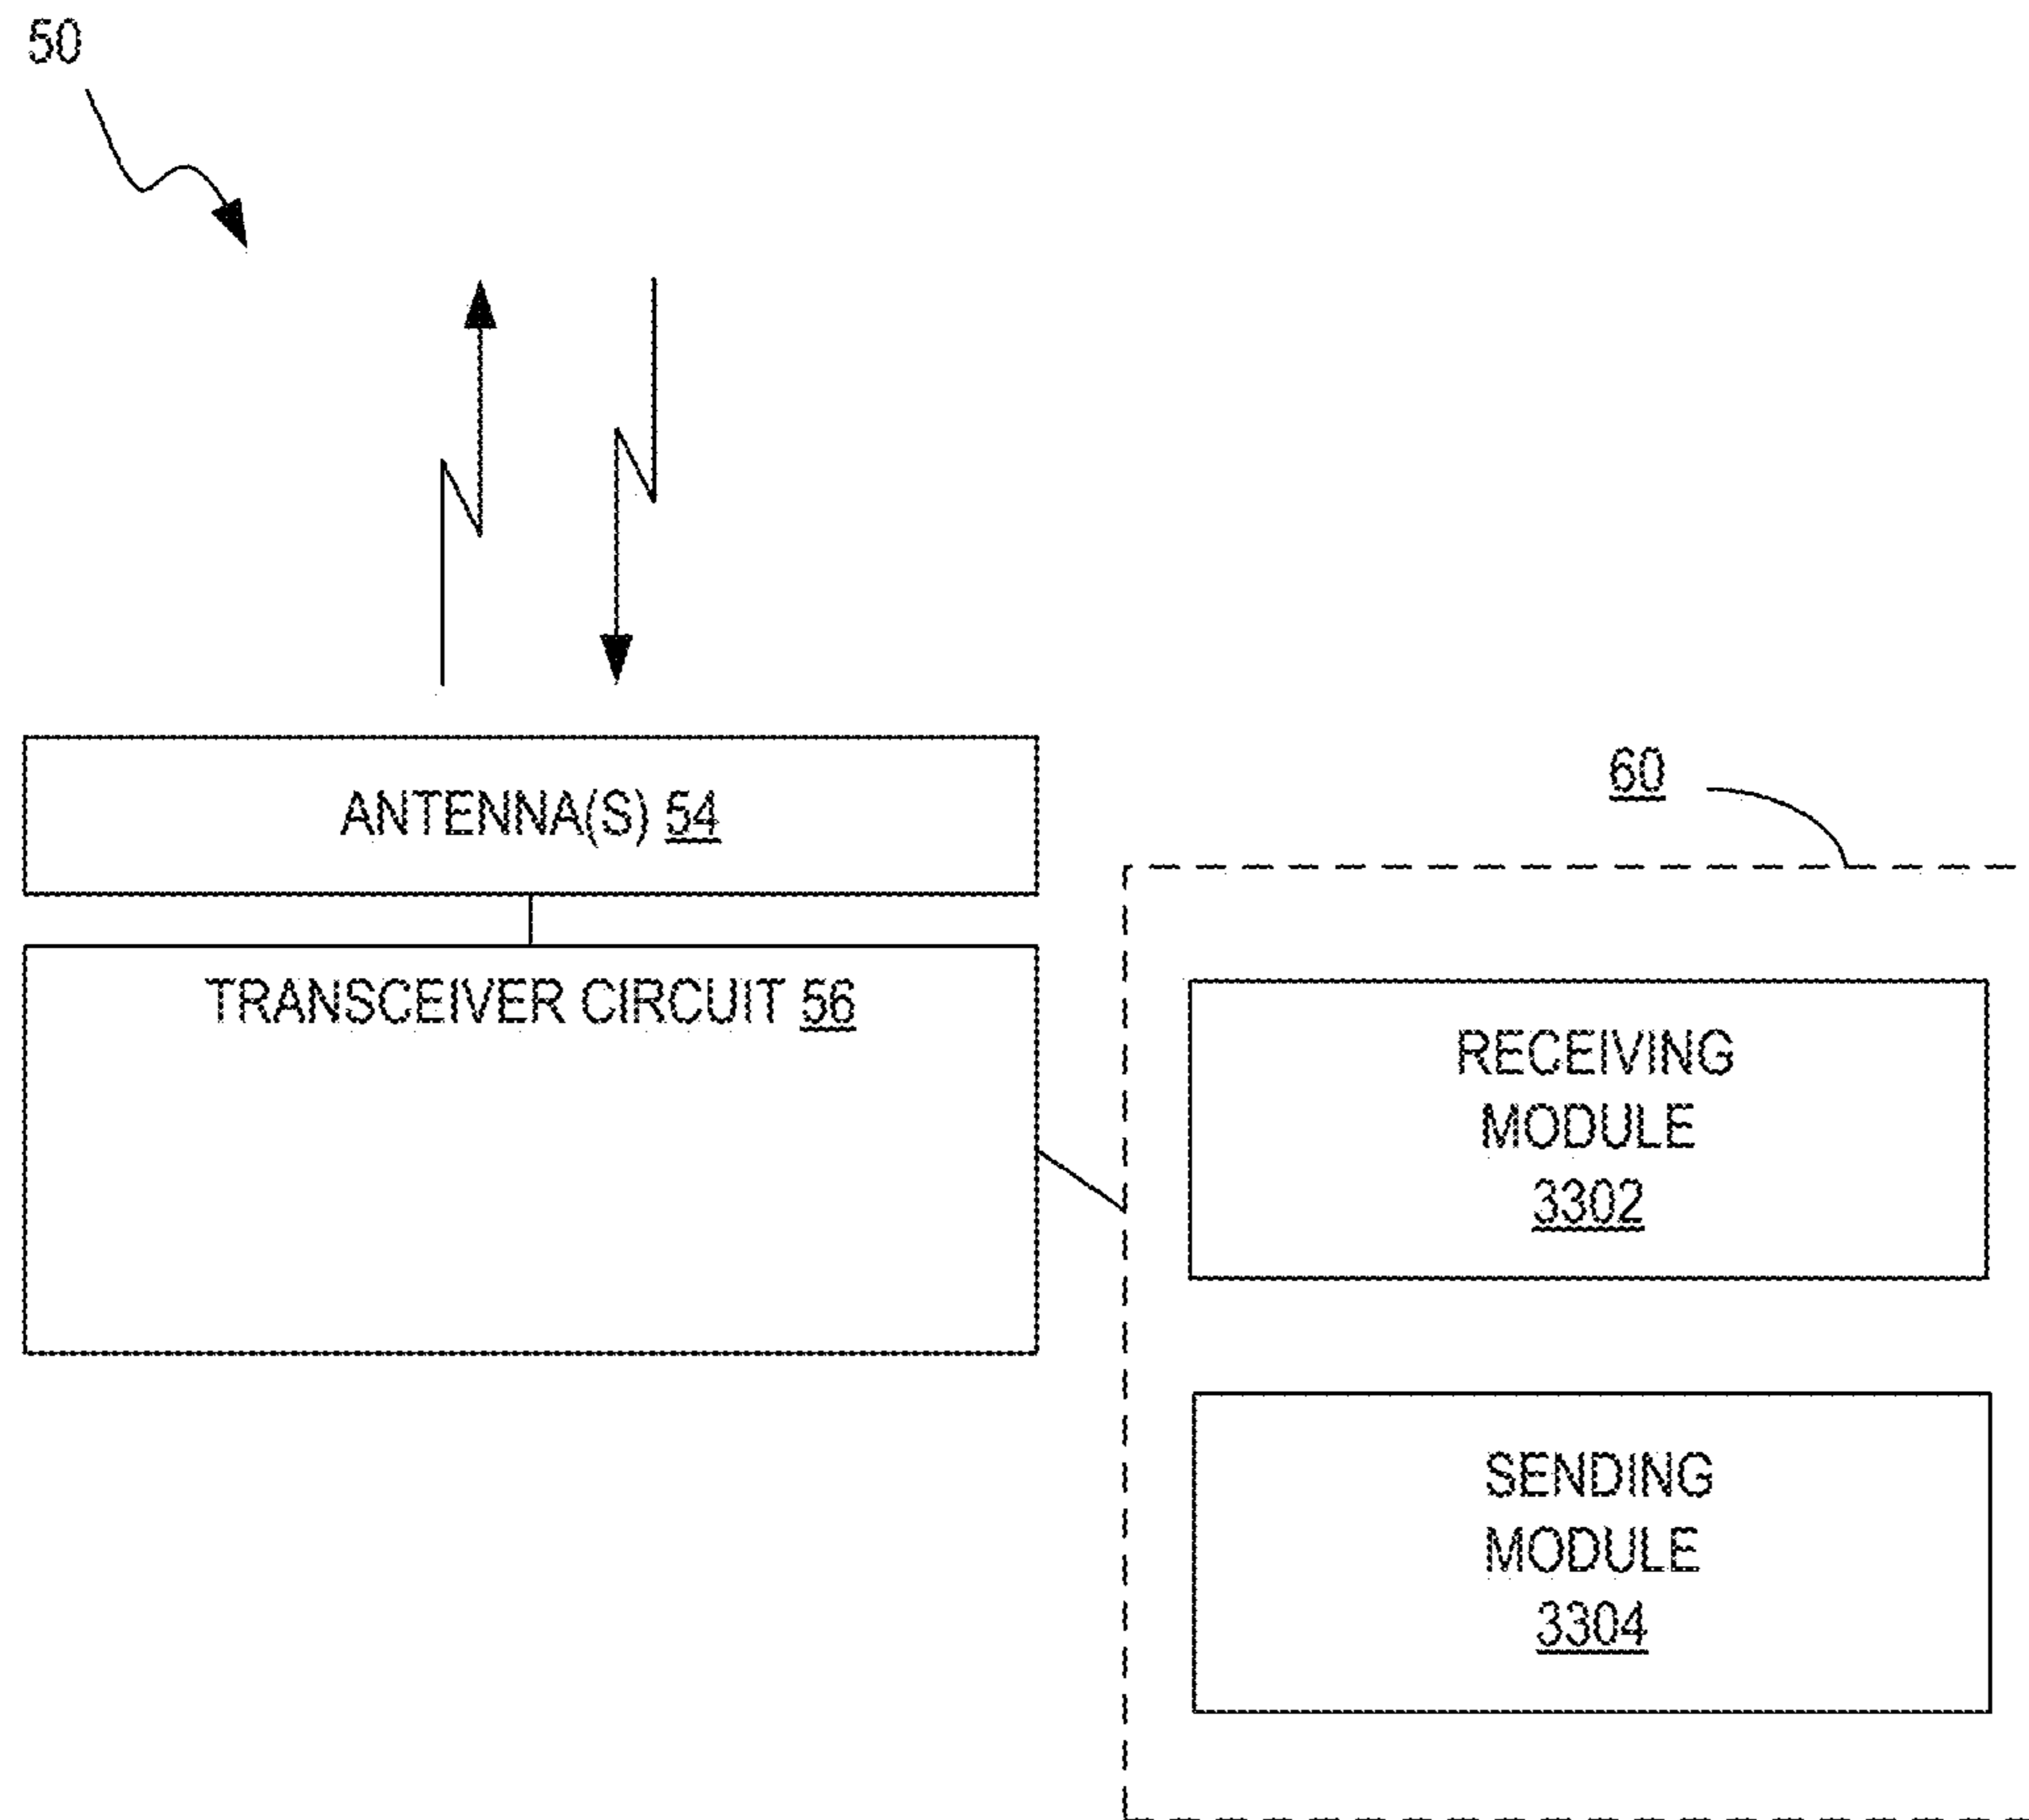 50
ANTENNA(S) 54
60
TRANSCEIVER CIRCUIT 56
RECEIVING
MODULE
3302
SENDING
MODULE
3304